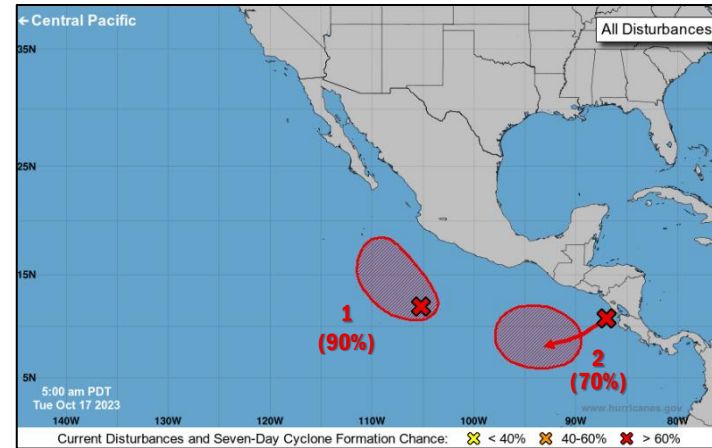 ← Central Pacific
All Disturbances
35N
25N
15N
1
(90%)
2
(70%)
5N
5:00 am PDT
Tue Oct 17 2023
www.hurricanes.gov
140W 130W 120W 110W 100W 90W 80W
Current Disturbances and Seven-Day Cyclone Formation Chance: < 40% 40-60% > 60%